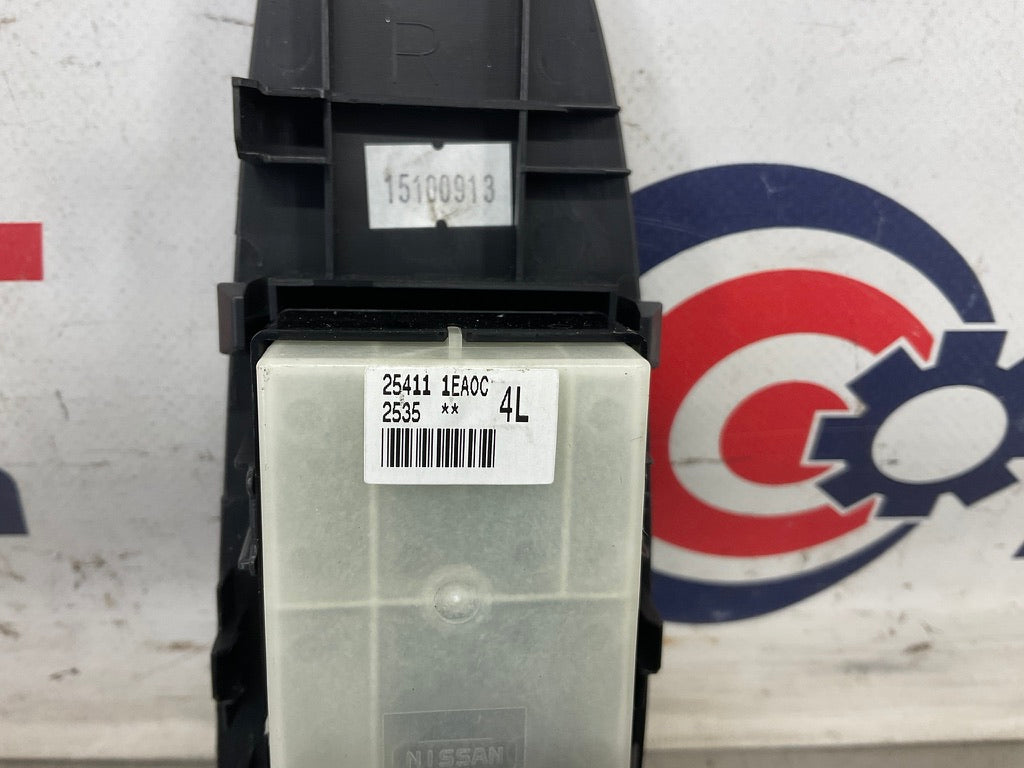 R
15100913
25411 1EA0C
2535 ** 4L
NISSAN